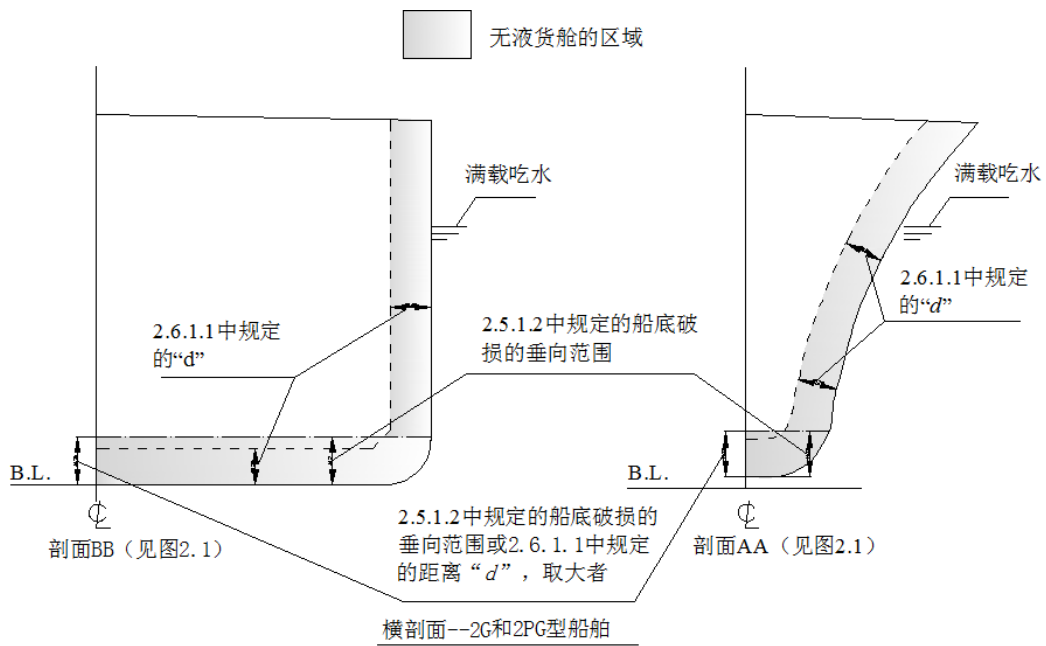 无液货舱的区域
满载吃水
满载吃水
2.6.1.1中规定
的“d”
2.5.1.2中规定的船底破
损的垂向范围
2.6.1.1中规定
的“d”
B.L.
B.L.
℄
℄
剖面BB（见图2.1）
2.5.1.2中规定的船底破损的
垂向范围或2.6.1.1中规定
的距离“d”，取大者
剖面AA（见图2.1）
横剖面--2G和2PG型船舶